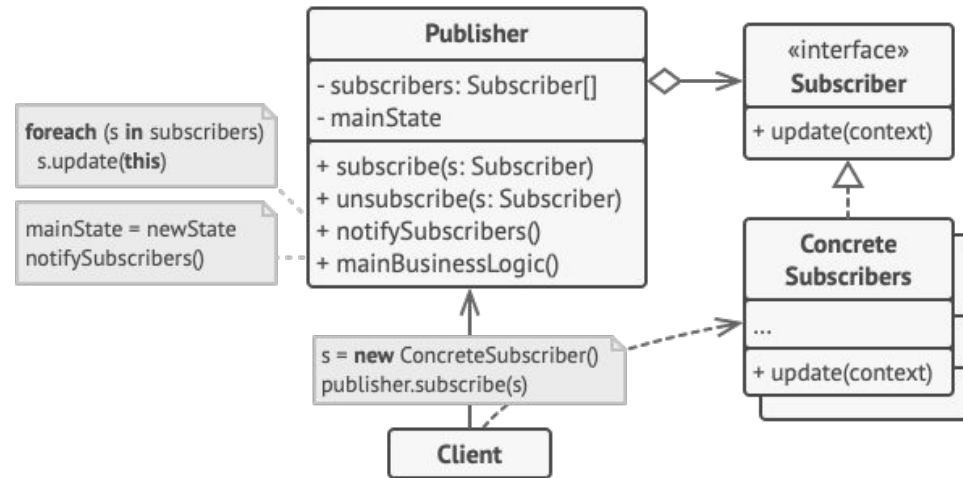 Publisher
- subscribers: Subscriber[]
- mainState
+ subscribe(s: Subscriber)
+ unsubscribe(s: Subscriber)
+ notifySubscribers()
+ mainBusinessLogic()
foreach (s in subscribers)
s.update(this)
mainState = newState
notifySubscribers()
«interface»
Subscriber
+ update(context)
Concrete
Subscribers
...
+ update(context)
s = new ConcreteSubscriber()
publisher.subscribe(s)
Client